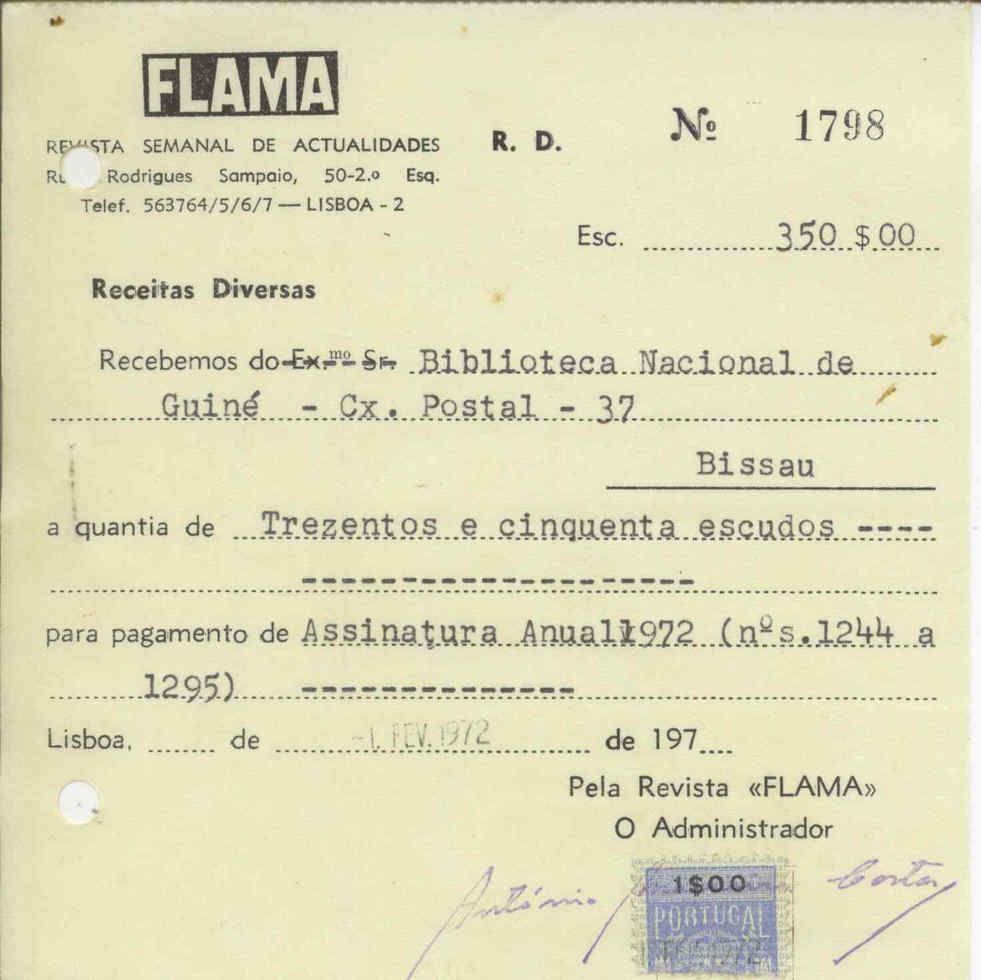 FLAMA
REVISTA SEMANAL DE ACTUALIDADES
R. D.
Nº 1798
Rodrigues Sampaio, 50-2.º Esq.
Telef. 563764/5/6/7 — LISBOA - 2
Esc. 350 $ 00
Receitas Diversas
Recebemos do Ex.mo Sr. Biblioteca Nacional de
Guiné - Cx. Postal - 37
Bissau
a quantia de Trezentos e cinquenta escudos ----
--------------------
para pagamento de Assinatura Anual 1972 (nºs.1244 a
1295) --------------
Lisboa, ....... de -1. FEV. 1972 de 197....
Pela Revista «FLAMA»
O Administrador
António Costa
1$00
PORTUGAL